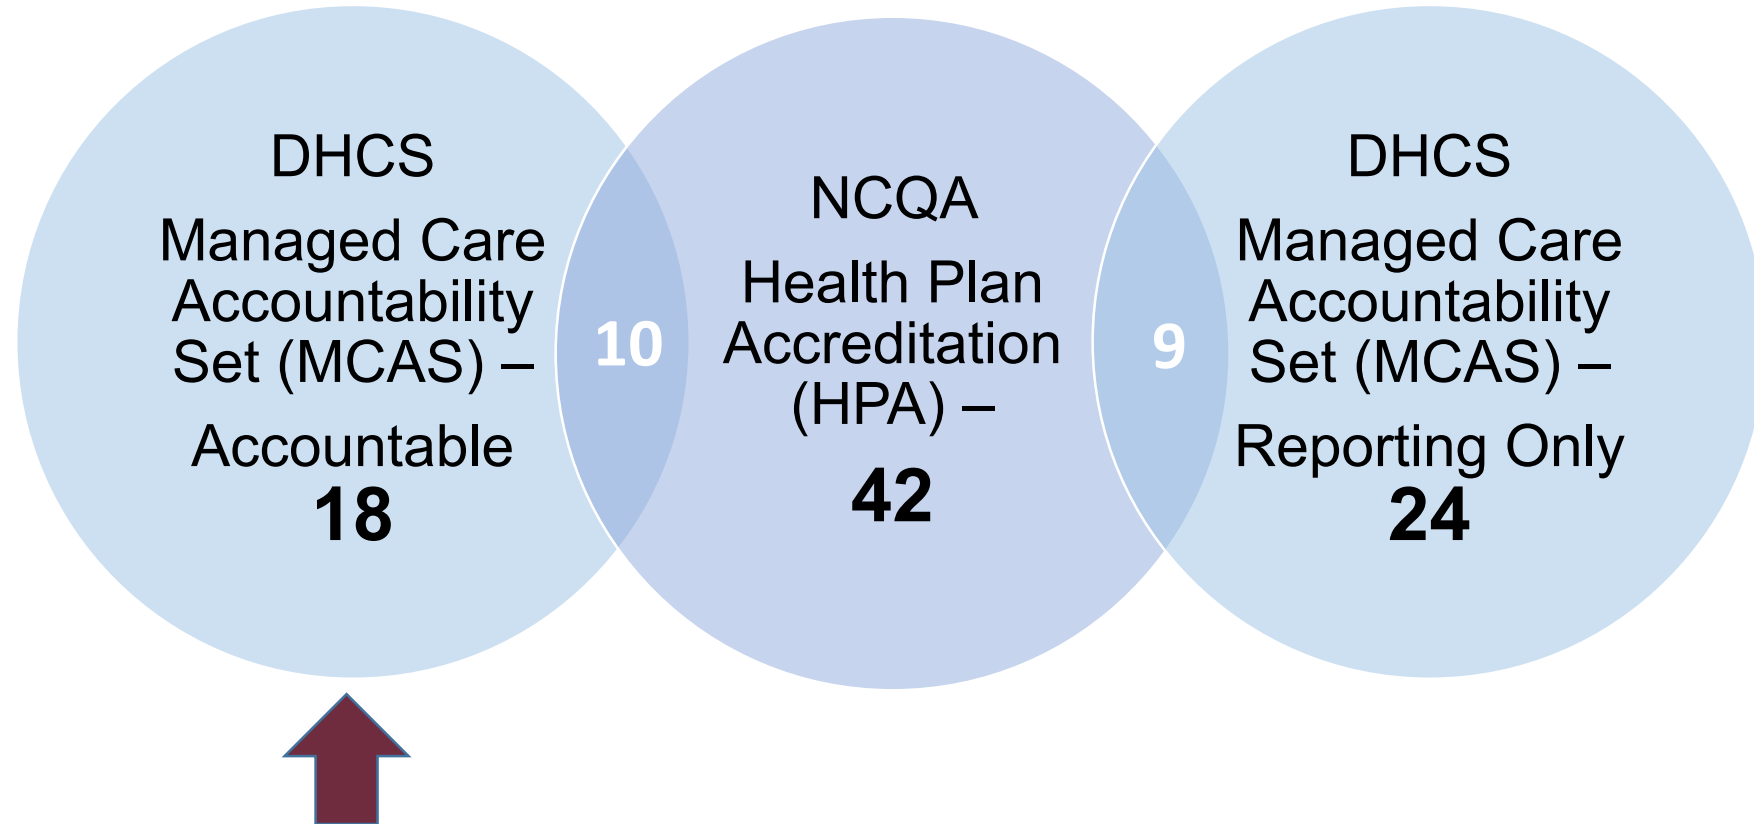 DHCS
Managed Care
Accountability
Set (MCAS) –
Accountable
18
10
NCQA
Health Plan
Accreditation
(HPA) –
42
9
DHCS
Managed Care
Accountability
Set (MCAS) –
Reporting Only
24